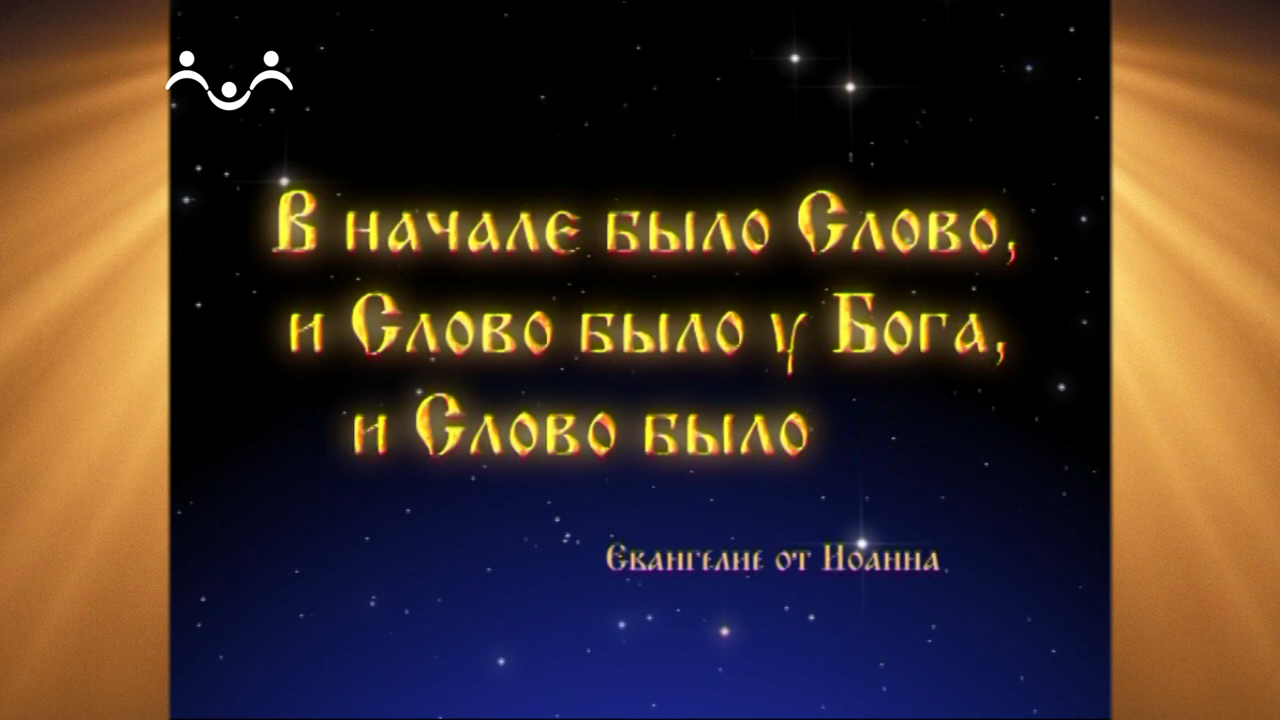 В начале было Слово,
и Слово было у Бога,
и Слово было
Евангелие от Иоанна